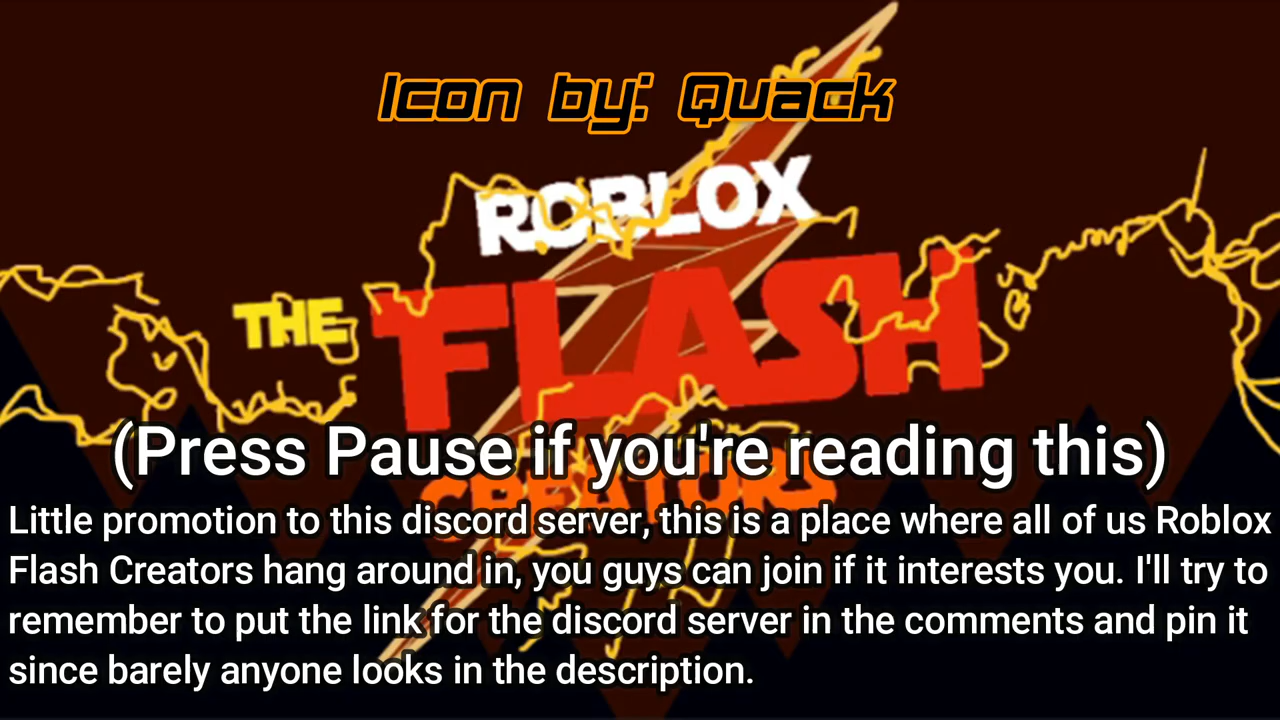 Icon by: Quack
ROBLOX
THE FLASH
(Press Pause if you're reading this)
CREATORS
Little promotion to this discord server, this is a place where all of us Roblox
Flash Creators hang around in, you guys can join if it interests you. I'll try to
remember to put the link for the discord server in the comments and pin it
since barely anyone looks in the description.